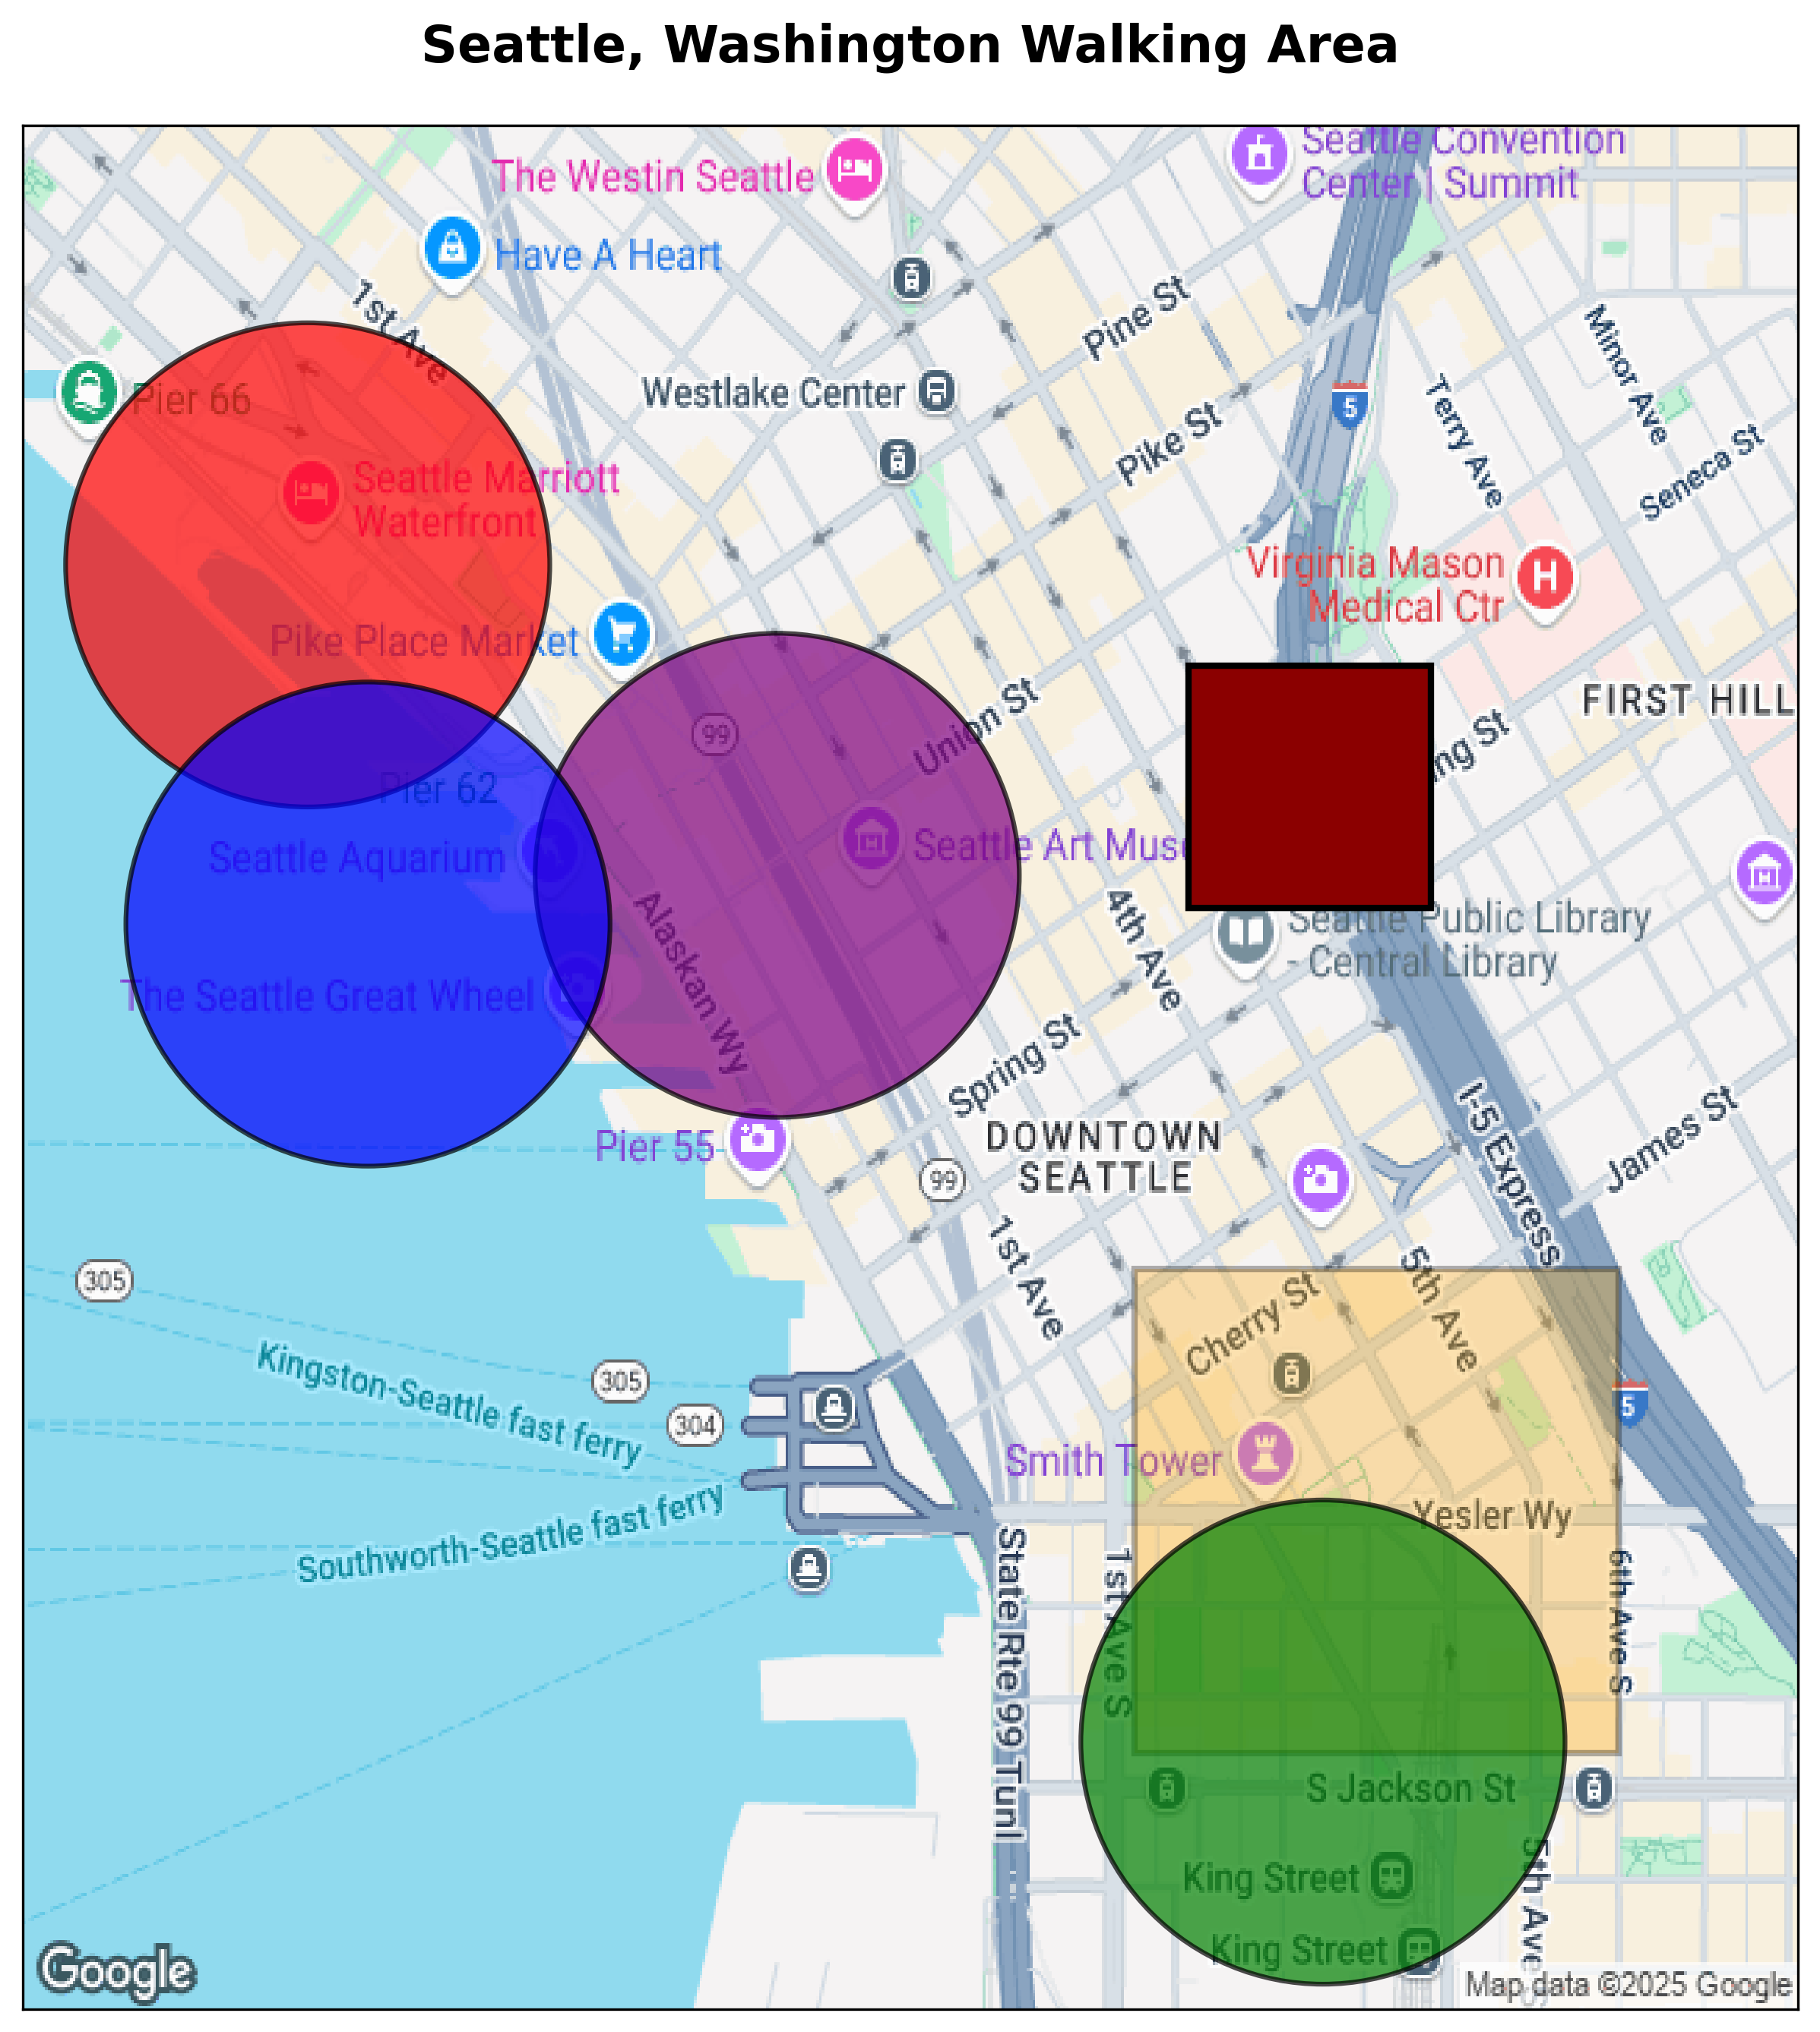 Seattle, Washington Walking Area
Seattle Convention
Center | Summit
The Westin Seattle
Have A Heart
1st Ave
Pine St
Minor Ave
Pier 66
Westlake Center
5
Terry Ave
Pike St
Seneca St
Seattle Marriott
Waterfront
Virginia Mason
Medical Ctr
H
Pike Place Market
FIRST HILL
99
Union St
ng St
Pier 62
Seattle Aquarium
Seattle Art Mus
4th Ave
Alaskan Wy
Seattle Public Library
- Central Library
The Seattle Great Wheel
Spring St
I-5 Express
James St
Pier 55
DOWNTOWN
SEATTLE
99
1st Ave
5th Ave
305
Cherry St
Kingston-Seattle fast ferry
305
304
5
Smith Tower
Southworth-Seattle fast ferry
Yesler Wy
State Rte 99 Tunl
1st Ave S
6th Ave S
S Jackson St
King Street
5th Ave S
King Street
Google
Map data ©2025 Google